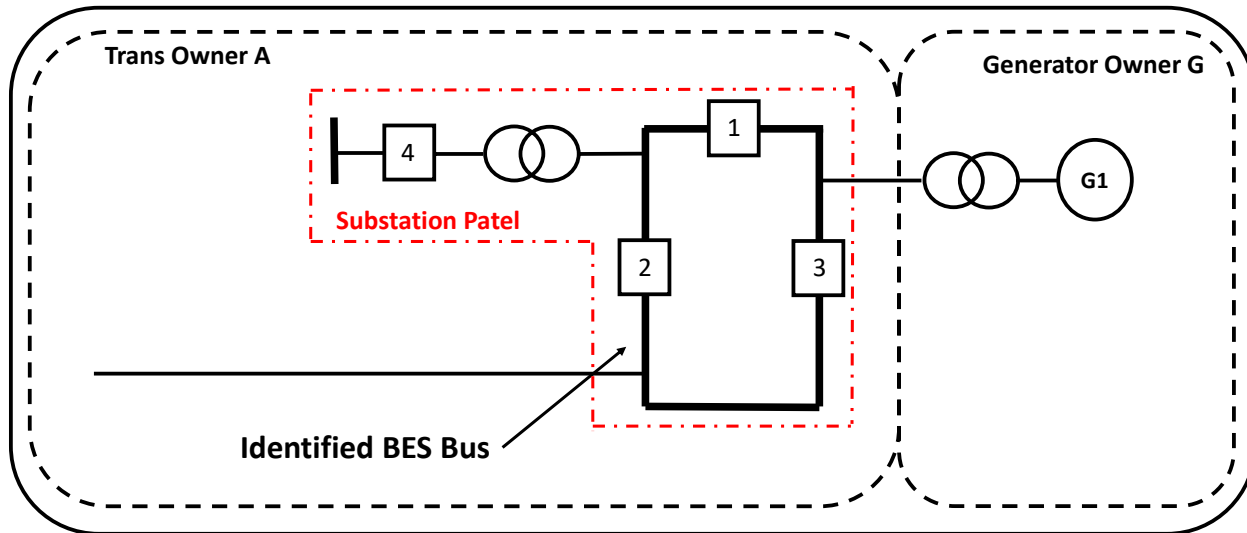 Trans Owner A
Generator Owner G
1
4
G1
Substation Patel
2
3
Identified BES Bus